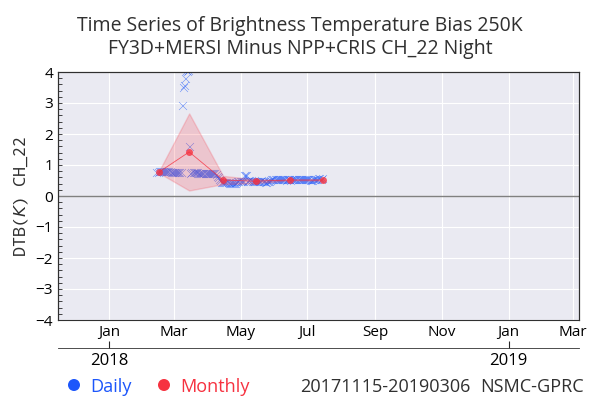 Time Series of Brightness Temperature Bias 250K
FY3D+MERSI Minus NPP+CRIS CH_22 Night
DTB(K) CH_22
4
3
2
1
0
−1
−2
−3
−4
Jan Mar May Jul Sep Nov Jan Mar
2018 2019
Daily Monthly 20171115-20190306 NSMC-GPRC